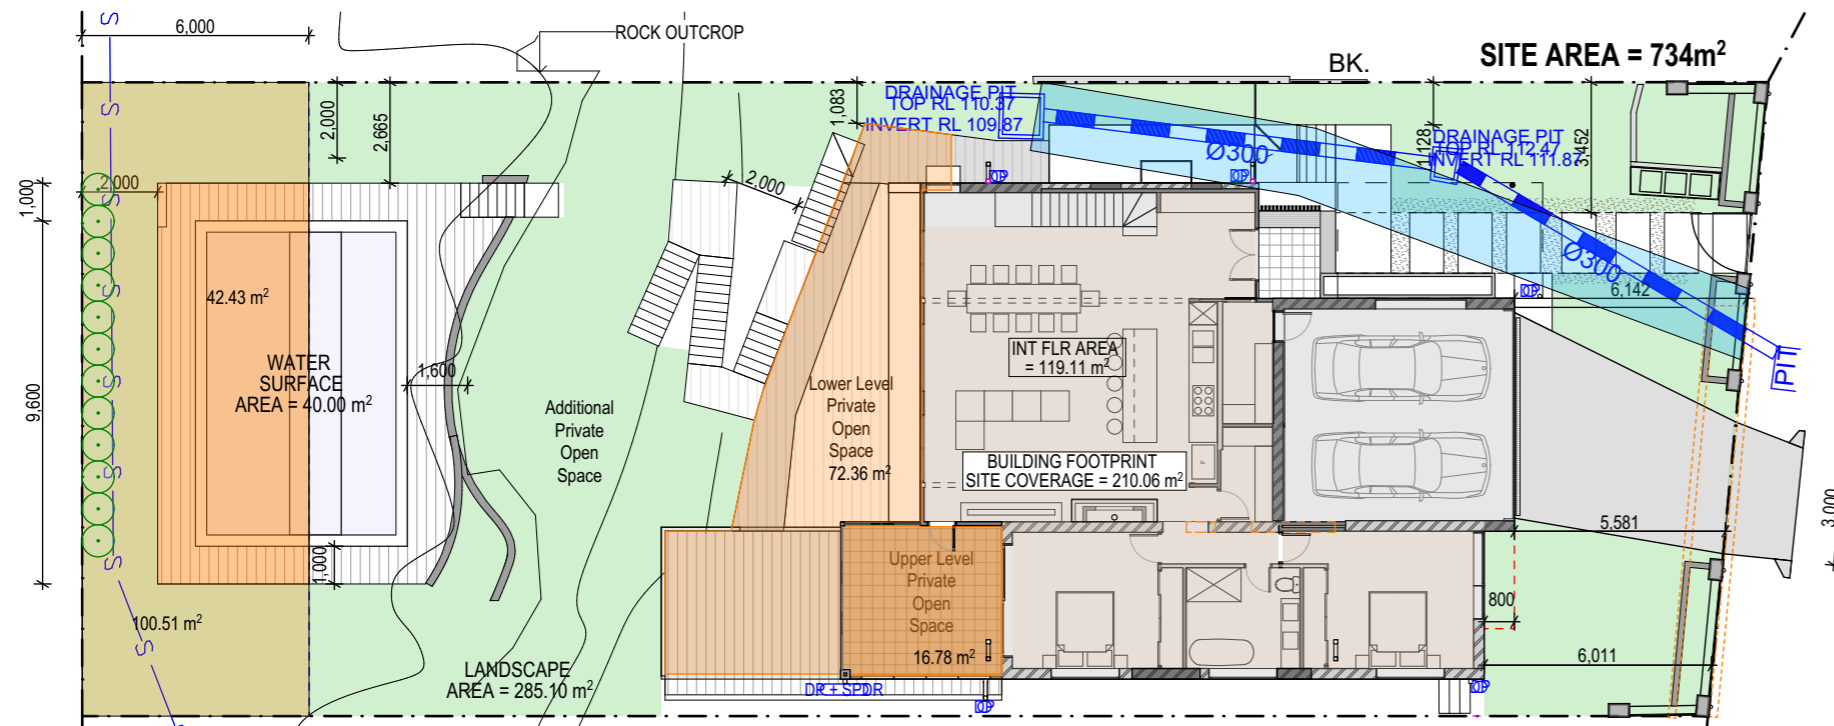 S
6,000
ROCK OUTCROP
BK.
SITE AREA = 734m²
2,000
2,665
1,083
DRAINAGE PIT
TOP RL 110.37
INVERT RL 109.87
Ø300
1,128
DRAINAGE PIT
TOP RL 112.47
INVERT RL 111.87
3,452
S
1,000
2,000
2,000
DP
DP
S
Ø300
S
42.43 m²
DP
6,142
WATER
SURFACE
AREA = 40.00 m²
1,600
INT FLR AREA
= 119.11 m²
PIT
S
9,600
Additional
Private
Open
Space
Lower Level
Private
Open
Space
72.36 m²
BUILDING FOOTPRINT
SITE COVERAGE = 210.06 m²
S
3,000
5,581
S
1,000
Upper Level
Private
Open
Space
16.78 m²
800
100.51 m²
S
LANDSCAPE
AREA = 285.10 m²
6,011
DP + SPDR
DP
DP